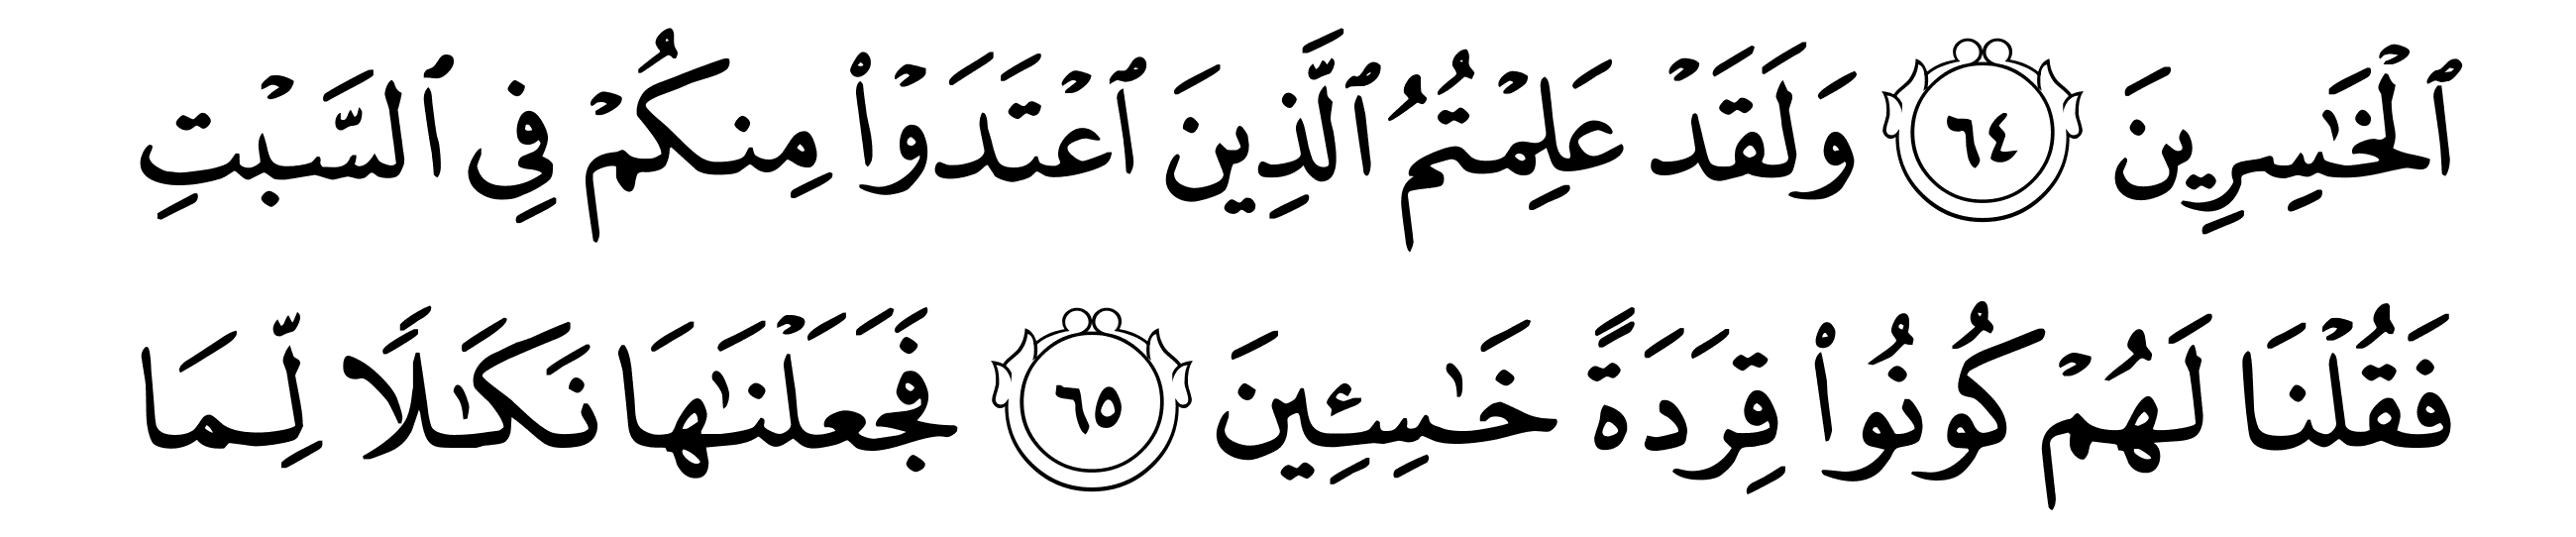 ٱلْخَٰسِرِينَ ٦٤ وَلَقَدْ عَلِمْتُمُ ٱلَّذِينَ ٱعْتَدَوْا۟ مِنكُمْ فِي ٱلسَّبْتِ
فَقُلْنَا لَهُمْ كُونُوا۟ قِرَدَةً خَٰسِـِٔينَ ٦٥ فَجَعَلْنَٰهَا نَكَٰلًا لِّمَا